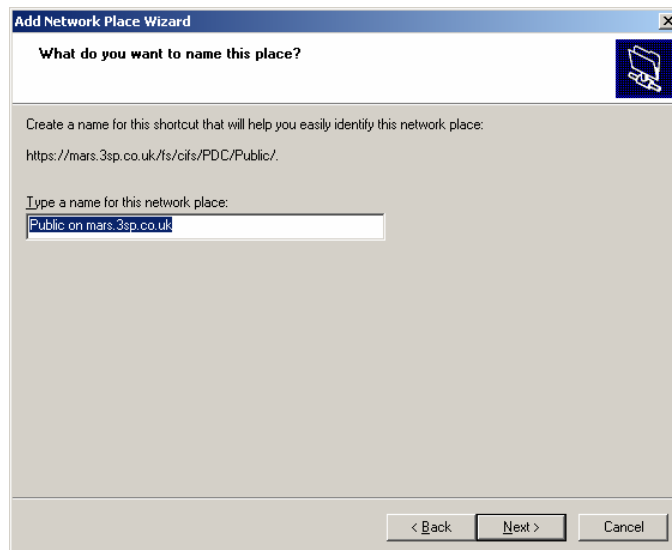 Add Network Place Wizard
What do you want to name this place?
Create a name for this shortcut that will help you easily identify this network place:
https://mars.3sp.co.uk/fs/cifs/PDC/Public/.
Type a name for this network place:
Public on mars.3sp.co.uk
< Back Next > Cancel